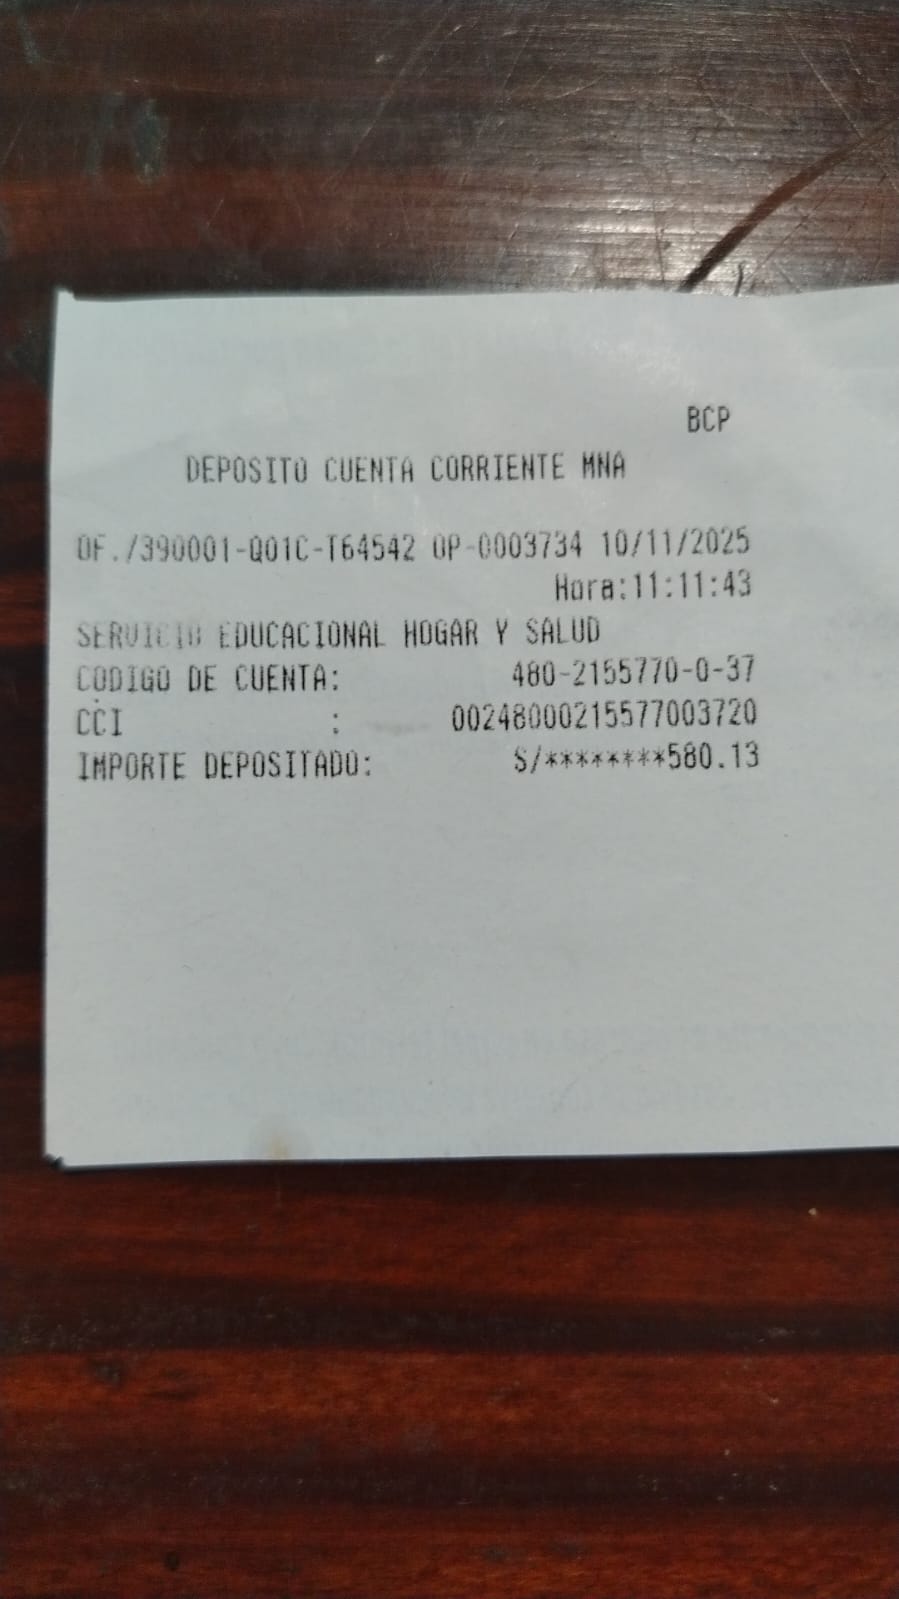 BCP
DEPOSITO CUENTA CORRIENTE MNA
OF./390001-Q01C-T64542 OP-0003734 10/11/2025
Hora:11:11:43
SERVICIO EDUCACIONAL HOGAR Y SALUD
CODIGO DE CUENTA: 480-2155770-0-37
CCI : 00248000215577003720
IMPORTE DEPOSITADO: S/********580.13